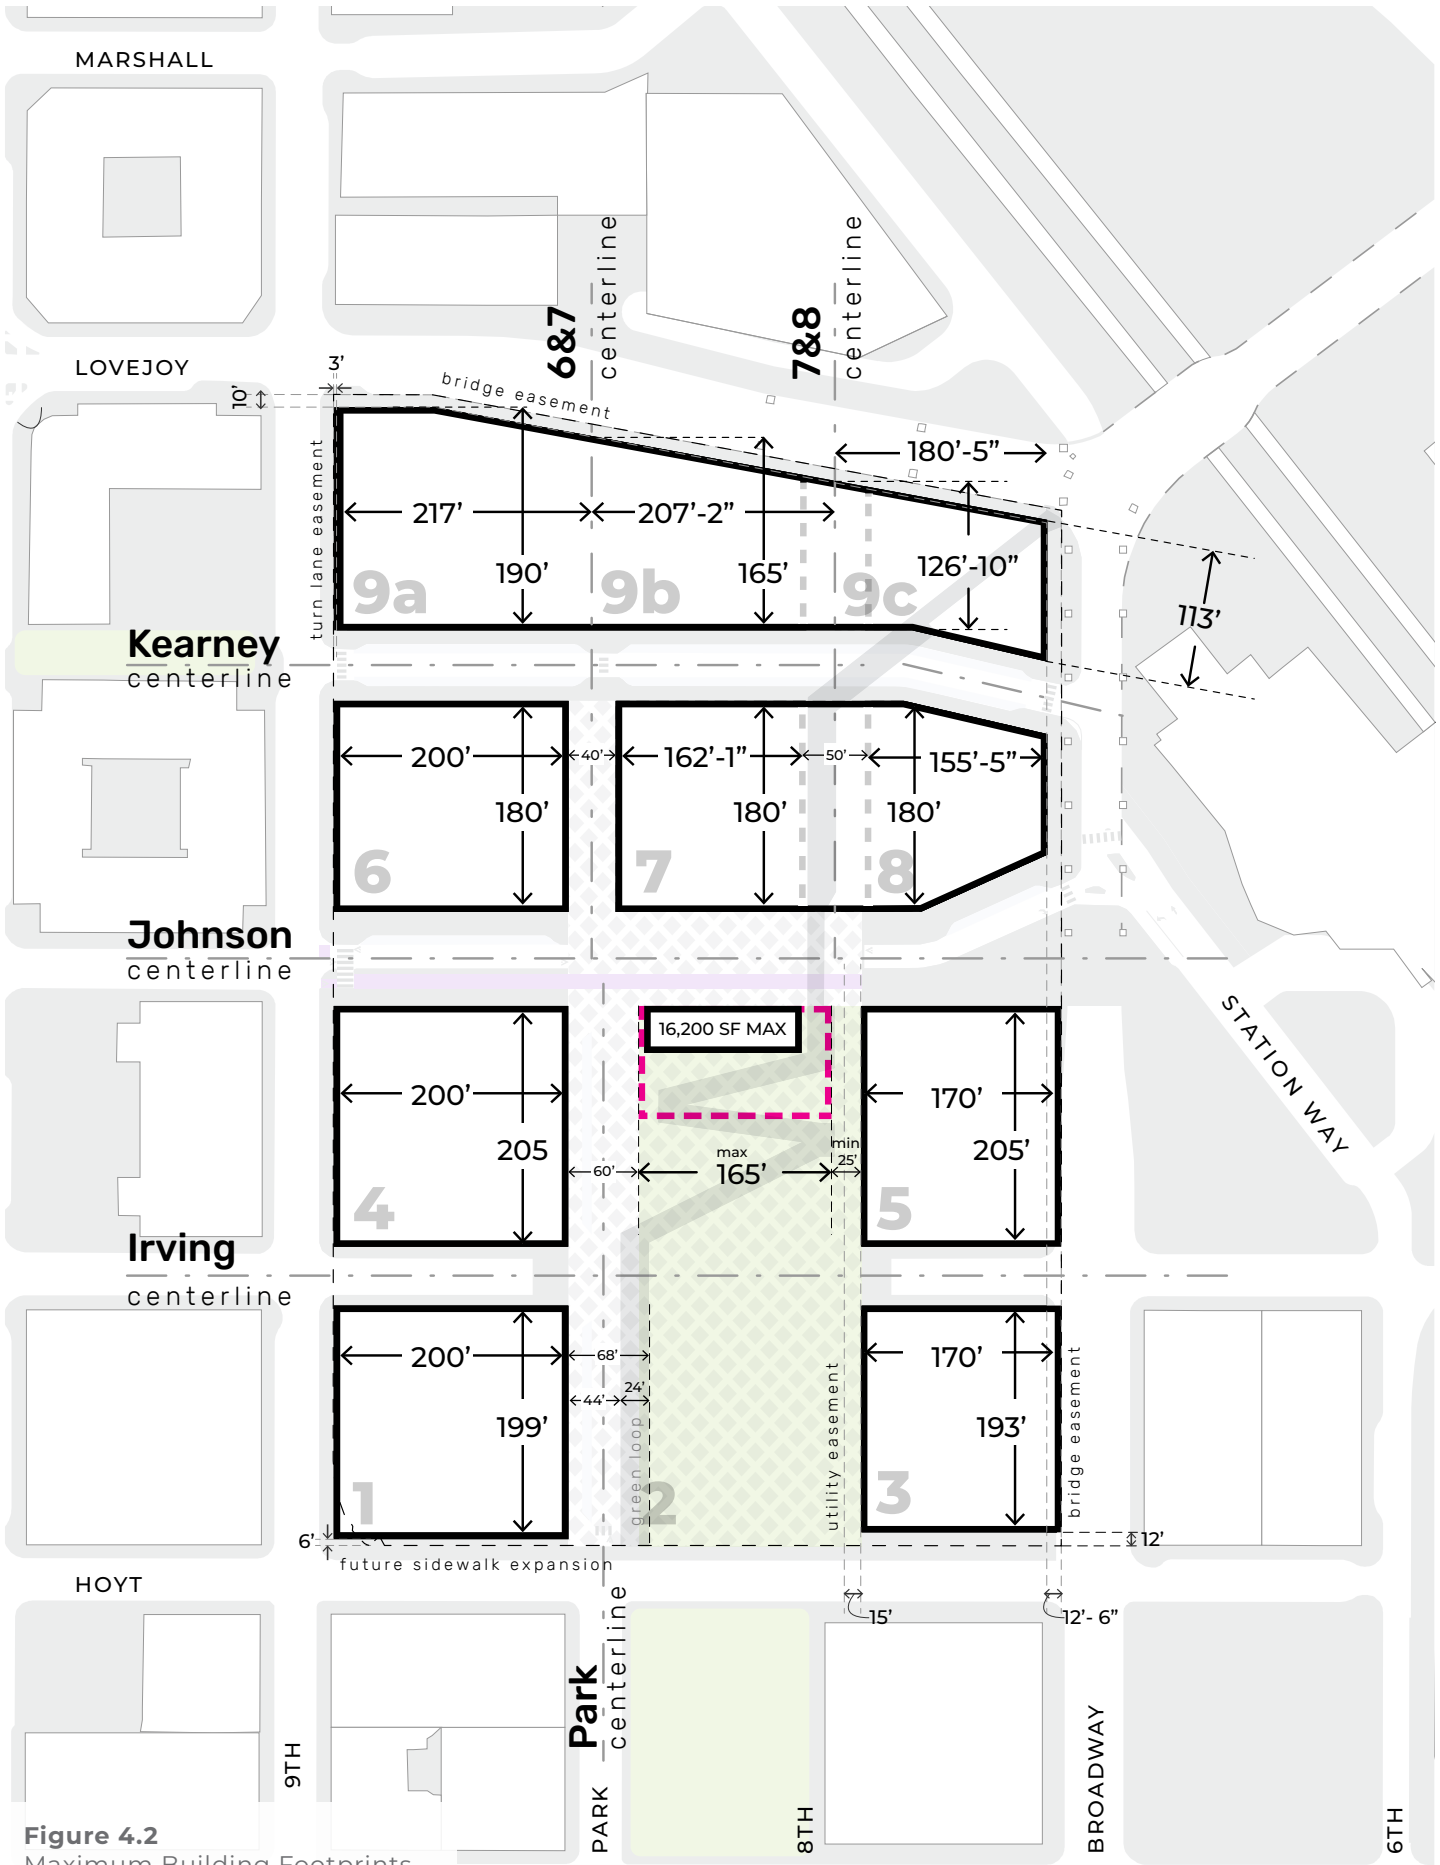 MARSHALL
6&7
centerline
7&8
centerline
LOVEJOY
3’
10’
bridge easement
180’-5”
turn lane easement
217’
207’-2”
190’
165’
126’-10”
113’
9a
9b
9c
Kearney
centerline
200’
40’
162’-1”
50’
155’-5”
180’
180’
180’
6
7
8
Johnson
centerline
16,200 SF MAX
STATION WAY
200’
170’
205
205’
60’
max
165’
min
25’
4
5
Irving
centerline
200’
68’
170’
44’
24’
199’
193’
green loop
utility easement
bridge easement
1
2
3
6’
12’
future sidewalk expansion
HOYT
15’
12’- 6”
Park
centerline
9TH
PARK
8TH
BROADWAY
6TH
Figure 4.2
Maximum Building Footprints